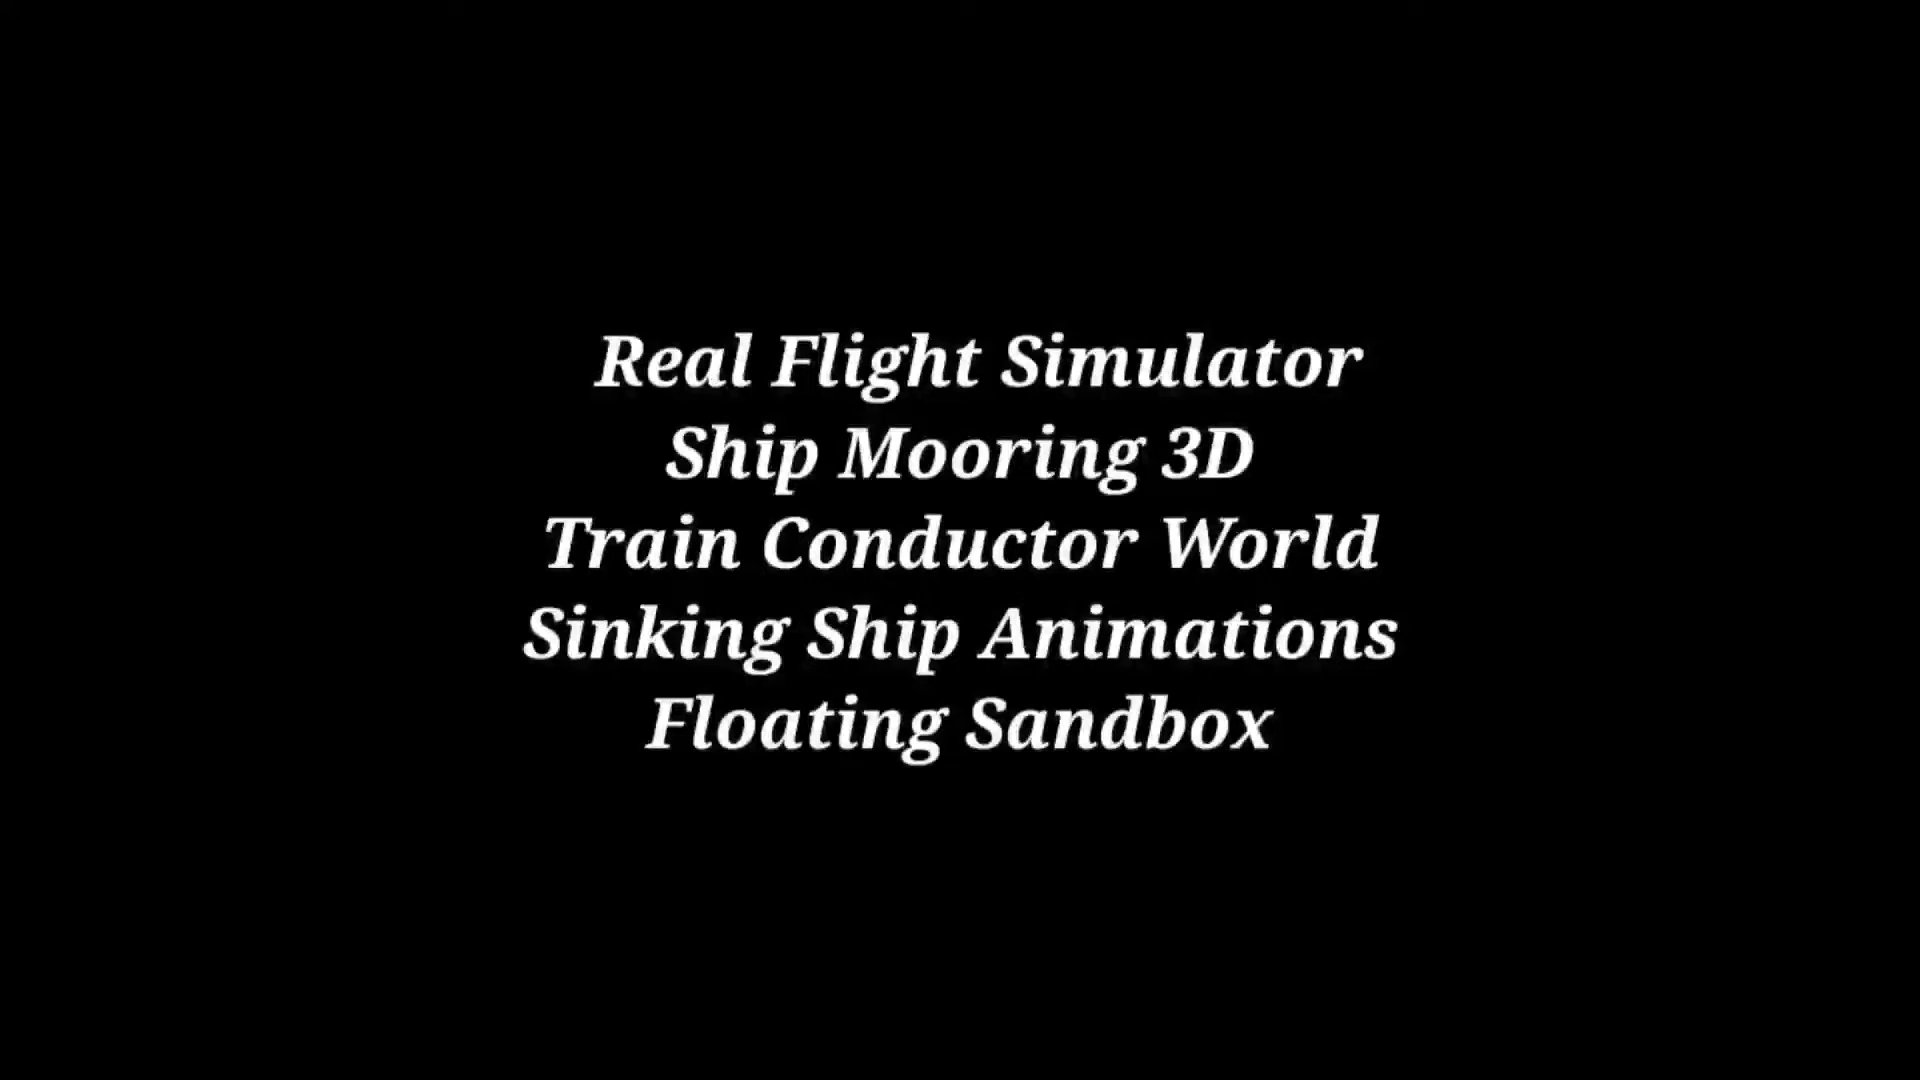 Real Flight Simulator
Ship Mooring 3D
Train Conductor World
Sinking Ship Animations
Floating Sandbox